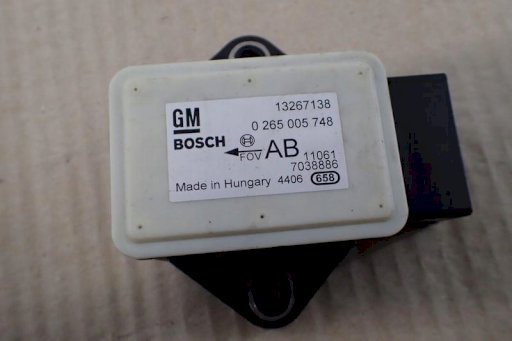 GM 13267138
BOSCH 0 265 005 748
FOV AB 11061
7038886
Made in Hungary 4406 658